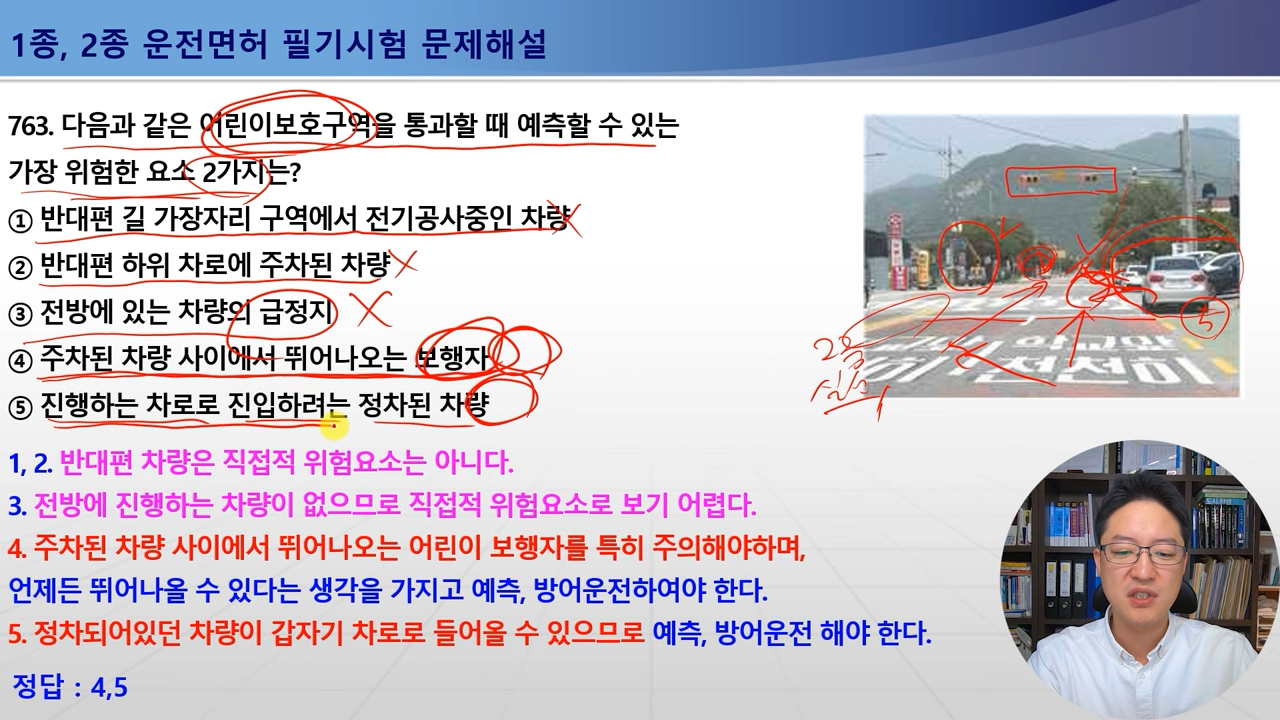 1종, 2종 운전면허 필기시험 문제해설
763. 다음과 같은 어린이보호구역을 통과할 때 예측할 수 있는
가장 위험한 요소 2가지는?
① 반대편 길 가장자리 구역에서 전기공사중인 차량
② 반대편 하위 차로에 주차된 차량
③ 전방에 있는 차량의 급정지
④ 주차된 차량 사이에서 뛰어나오는 보행자
⑤ 진행하는 차로로 진입하려는 정차된 차량
5
1, 2. 반대편 차량은 직접적 위험요소는 아니다.
3. 전방에 진행하는 차량이 없으므로 직접적 위험요소로 보기 어렵다.
4. 주차된 차량 사이에서 뛰어나오는 어린이 보행자를 특히 주의해야하며,
언제든 뛰어나올 수 있다는 생각을 가지고 예측, 방어운전하여야 한다.
5. 정차되어있던 차량이 갑자기 차로로 들어올 수 있으므로 예측, 방어운전 해야 한다.
정답 : 4,5